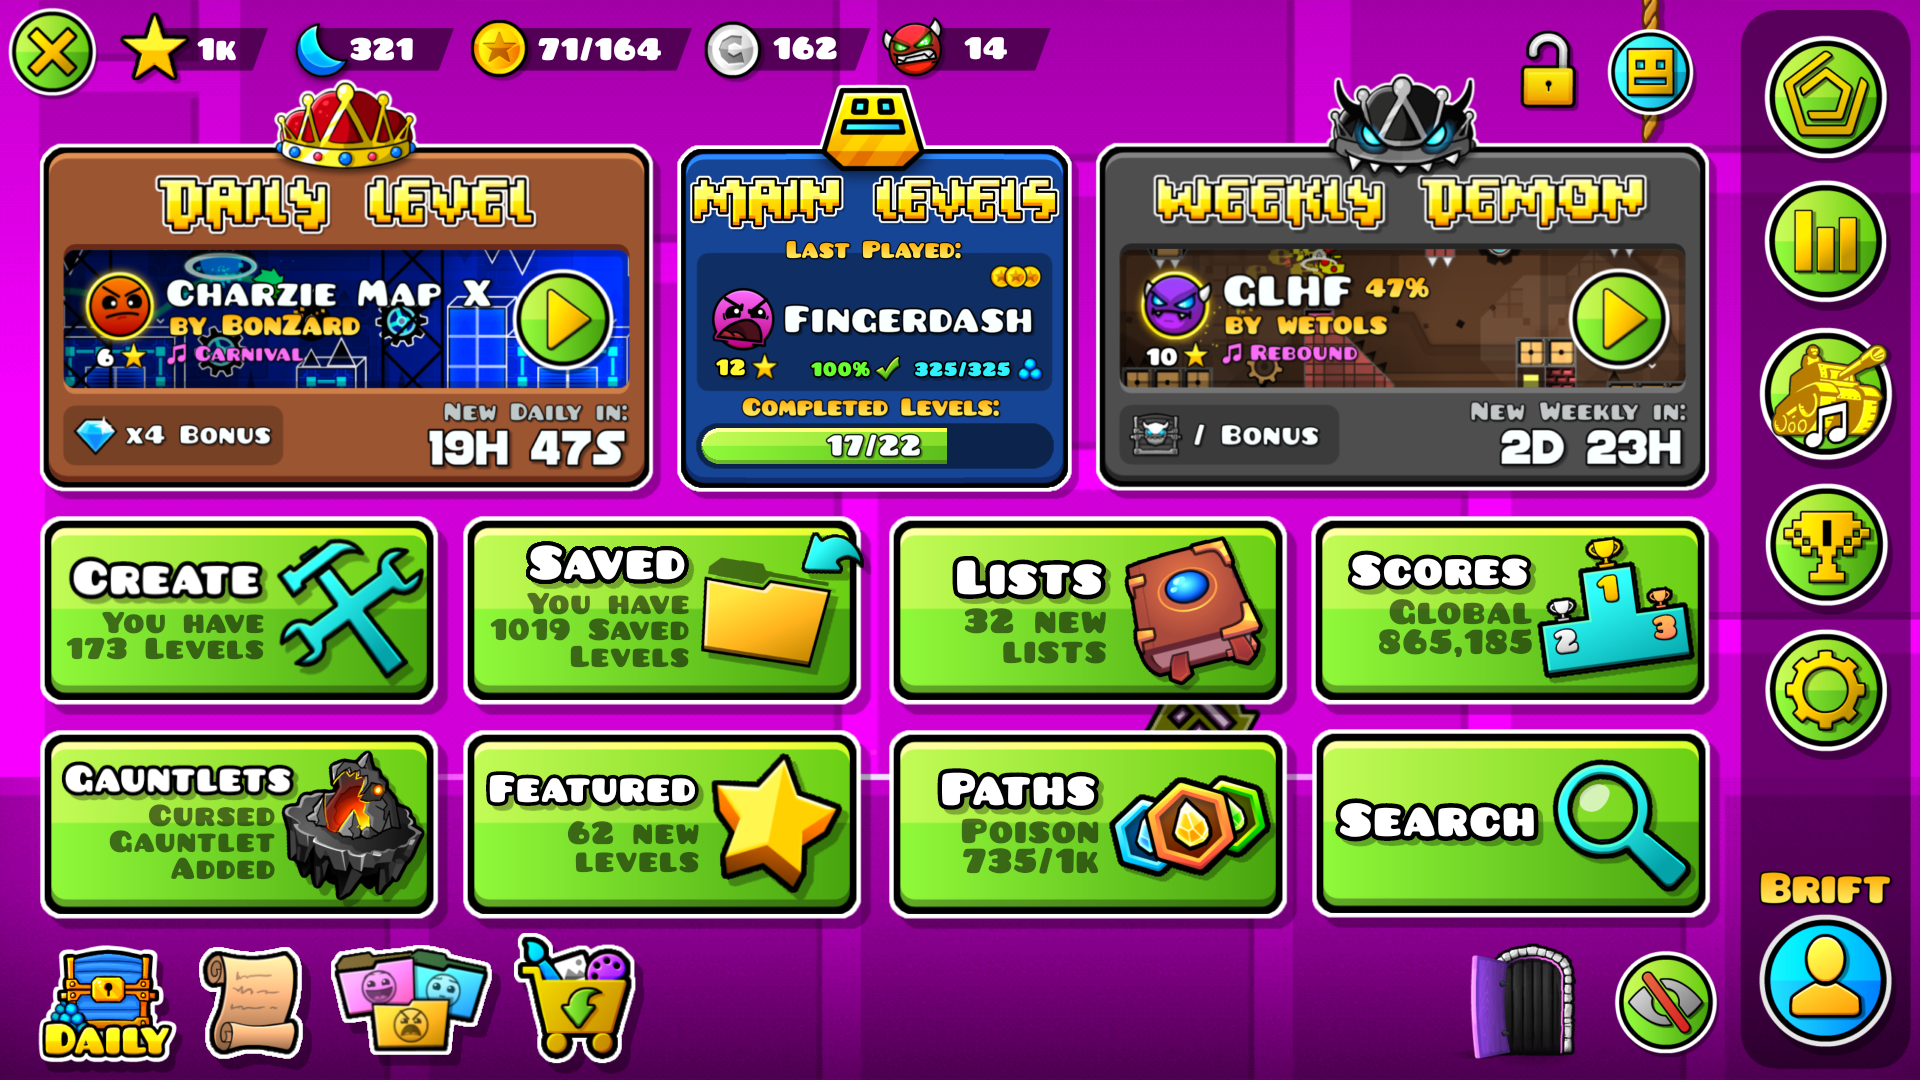 1K
321
71/164
162
14
DAILY LEVEL
CHARZIE MAP X
BY BONZARD
6
CARNIVAL
X4 BONUS
NEW DAILY IN:
19H 47S
MAIN LEVELS
LAST PLAYED:
FINGERDASH
12
100%
325/325
COMPLETED LEVELS:
17/22
WEEKLY DEMON
GLHF 47%
BY WETOLS
10
REBOUND
/ BONUS
NEW WEEKLY IN:
2D 23H
CREATE
YOU HAVE
173 LEVELS
SAVED
YOU HAVE
1019 SAVED
LEVELS
LISTS
32 NEW
LISTS
SCORES
GLOBAL
865,185
1
2
3
GAUNTLETS
CURSED
GAUNTLET
ADDED
FEATURED
62 NEW
LEVELS
PATHS
POISON
735/1K
SEARCH
BRIFT
DAILY